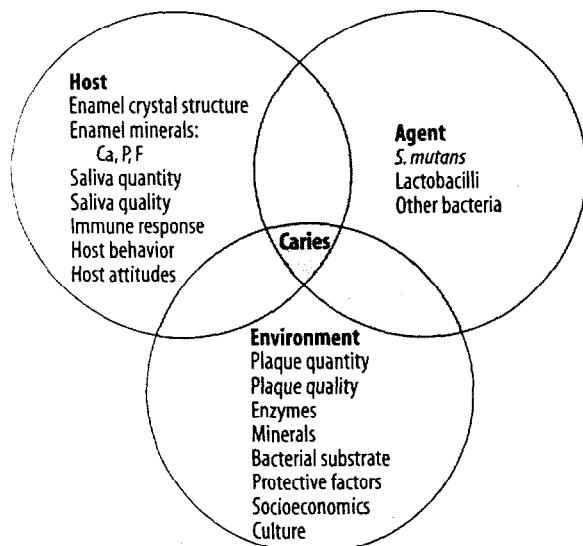 Host
Enamel crystal structure
Enamel minerals:
Ca, P, F
Saliva quantity
Saliva quality
Immune response
Host behavior
Host attitudes
Agent
S. mutans
Lactobacilli
Other bacteria
Caries
Environment
Plaque quantity
Plaque quality
Enzymes
Minerals
Bacterial substrate
Protective factors
Socioeconomics
Culture